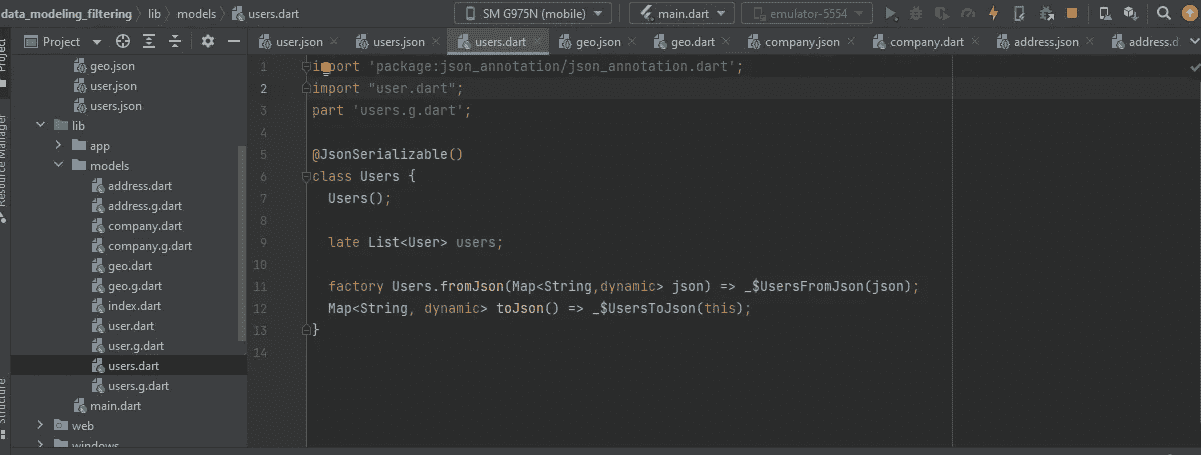 data_modeling_filtering > lib > models > users.dart SM G975N (mobile) main.dart emulator-5554
Project user.json users.json users.dart geo.json geo.dart company.json company.dart address.json address.d
geo.json
user.json
users.json
lib
app
models
address.dart
address.g.dart
company.dart
company.g.dart
geo.dart
geo.g.dart
index.dart
user.dart
user.g.dart
users.dart
users.g.dart
main.dart
web
windows
Resource Manager
Structure
1 import 'package:json_annotation/json_annotation.dart';
2 import "user.dart";
3 part 'users.g.dart';
4
5 @JsonSerializable()
6 class Users {
7 Users();
8
9 late List<User> users;
10
11 factory Users.fromJson(Map<String,dynamic> json) => _$UsersFromJson(json);
12 Map<String, dynamic> toJson() => _$UsersToJson(this);
13 }
14